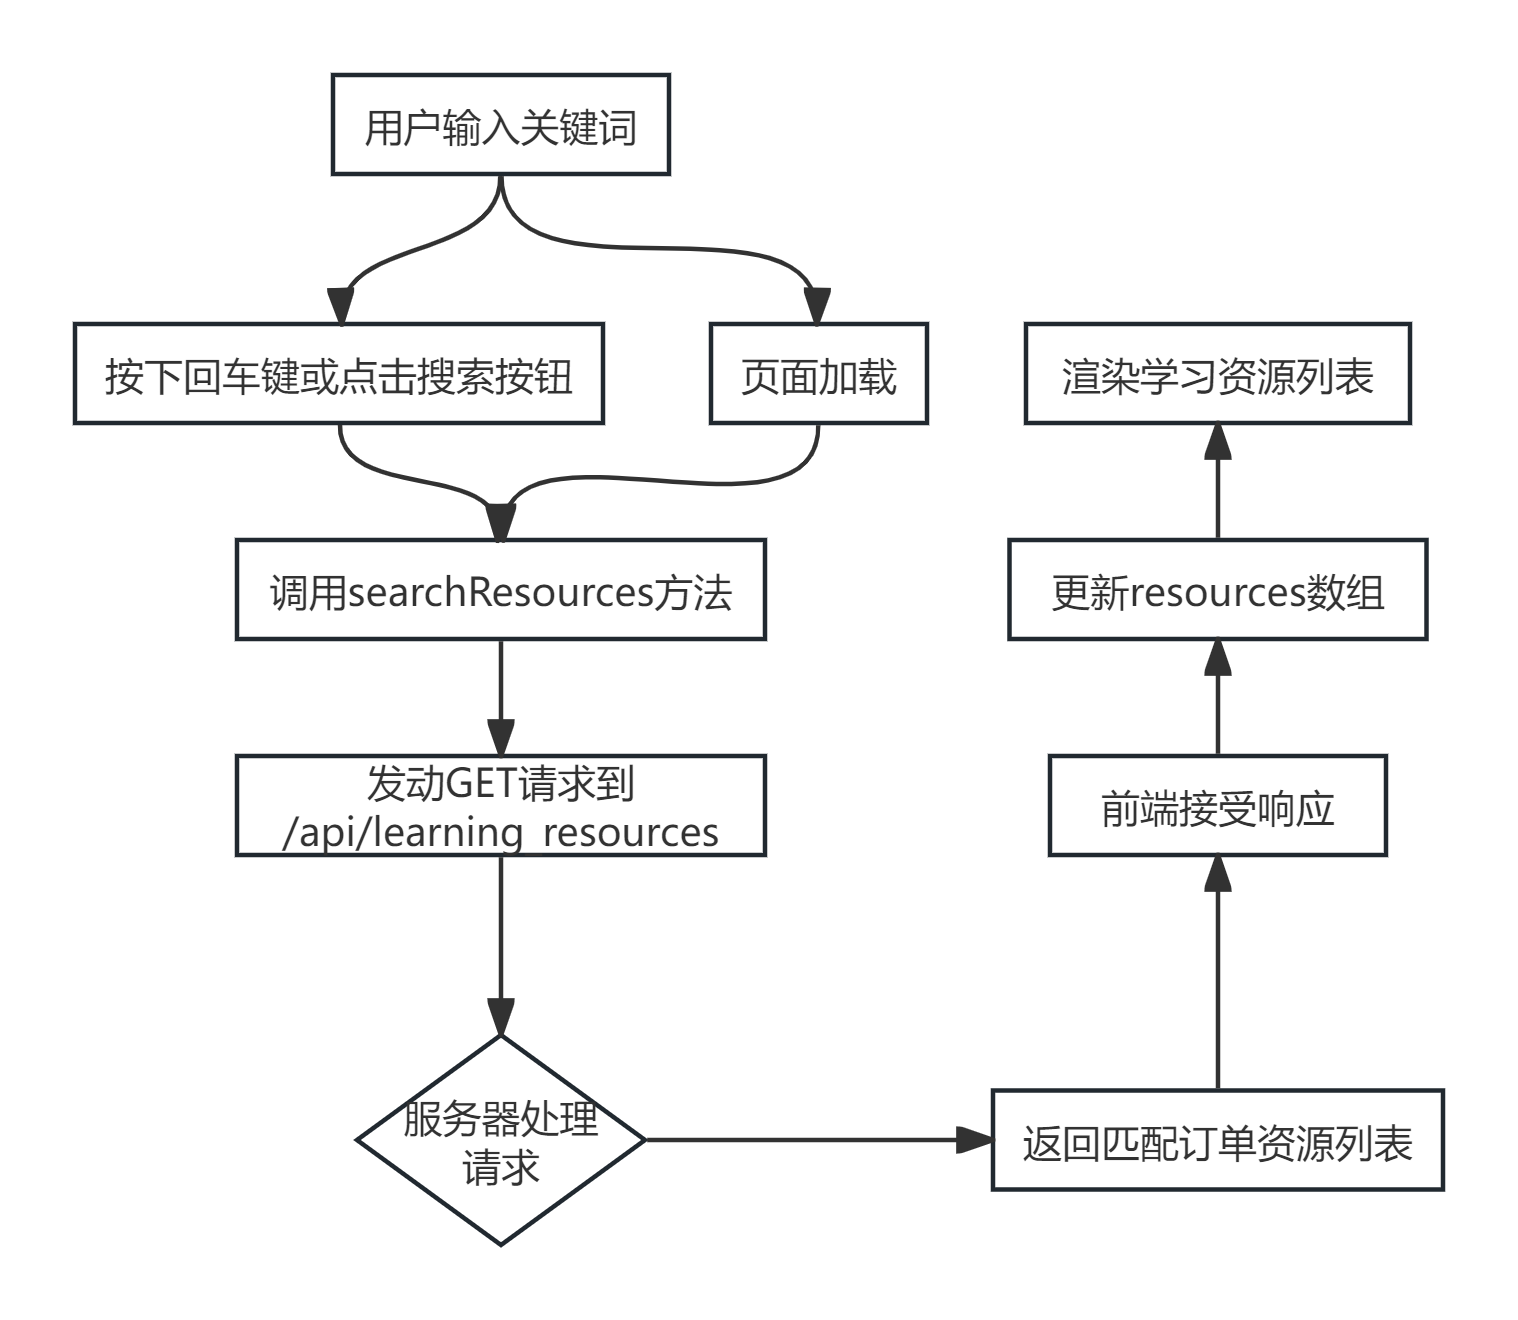 用户输入关键词
按下回车键或点击搜索按钮
页面加载
调用searchResources方法
发动GET请求到
/api/learning_resources
服务器处理
请求
返回匹配订单资源列表
前端接受响应
更新resources数组
渲染学习资源列表